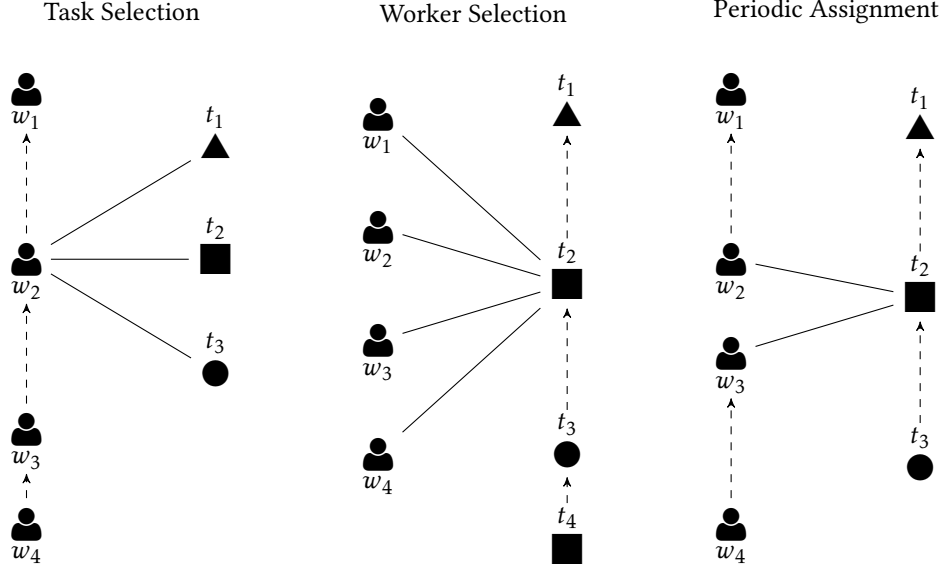 Task Selection
w₁
t₁
t₂
w₂
t₃
w₃
w₄
Worker Selection
t₁
w₁
w₂
t₂
w₃
t₃
w₄
t₄
Periodic Assignment
t₁
w₁
w₂
t₂
w₃
t₃
w₄